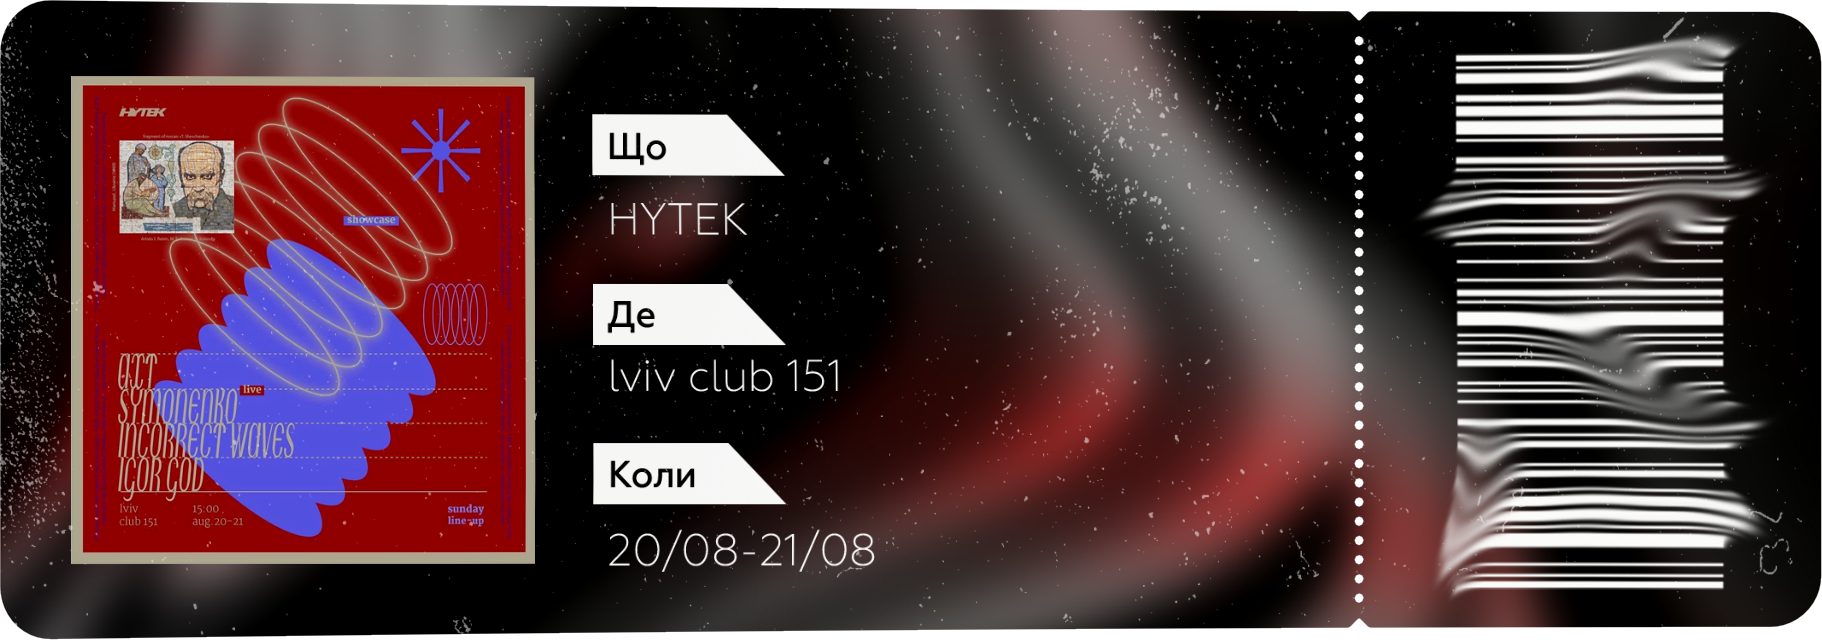 HYTEK
showcase
art
live
symonenko
incorrect waves
igor god
lviv
club 151
15:00
aug.20-21
sunday
line-up
Що
HYTEK
Де
lviv club 151
Коли
20/08-21/08